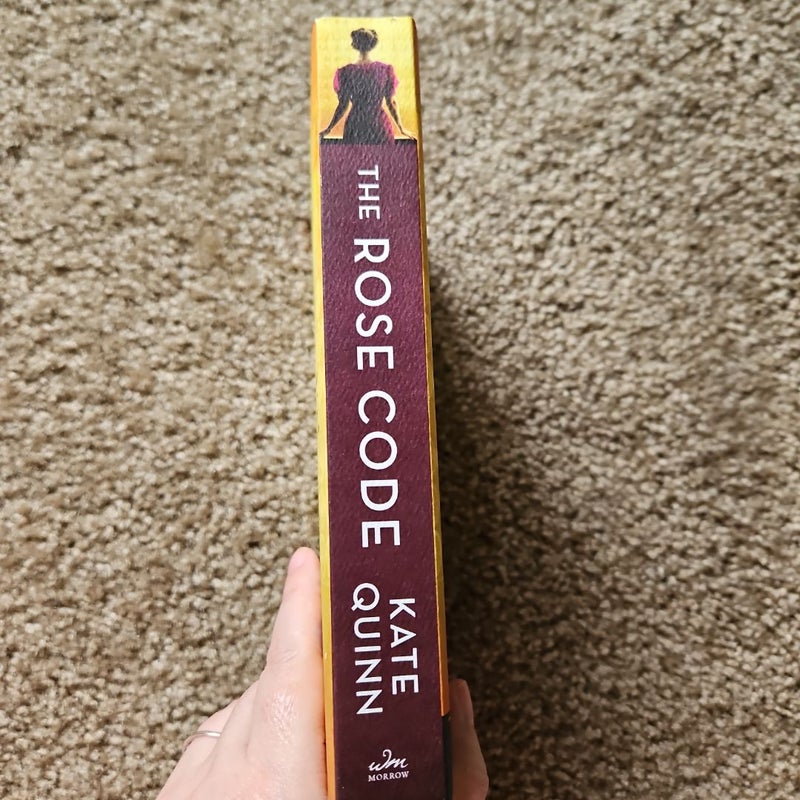 THE ROSE CODE
KATE
QUINN
wm
MORROW